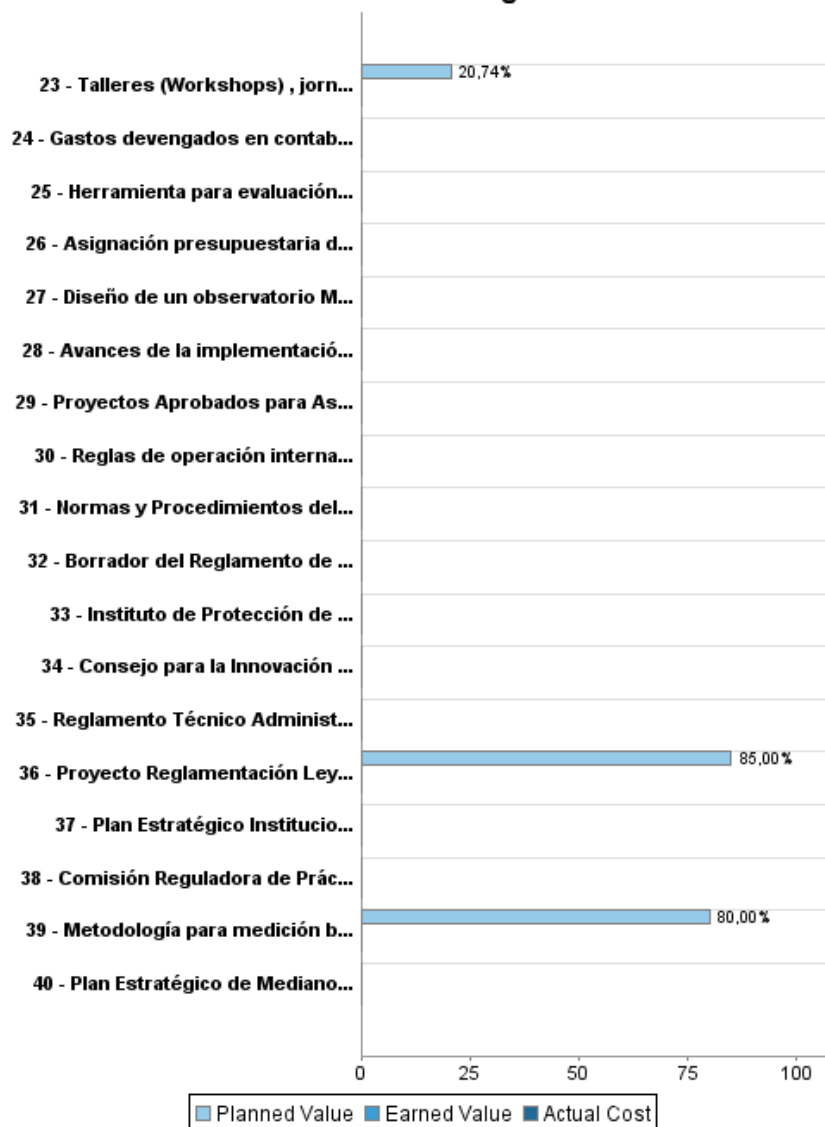 23 - Talleres (Workshops) , jorn...
20,74%
24 - Gastos devengados en contab...
25 - Herramienta para evaluación...
26 - Asignación presupuestaria d...
27 - Diseño de un observatorio M...
28 - Avances de la implementació...
29 - Proyectos Aprobados para As...
30 - Reglas de operación interna...
31 - Normas y Procedimientos del...
32 - Borrador del Reglamento de ...
33 - Instituto de Protección de ...
34 - Consejo para la Innovación ...
35 - Reglamento Técnico Administ...
36 - Proyecto Reglamentación Ley...
85,00%
37 - Plan Estratégico Institucio...
38 - Comisión Reguladora de Prác...
39 - Metodología para medición b...
80,00%
40 - Plan Estratégico de Mediano...
0 25 50 75 100
Planned Value Earned Value Actual Cost